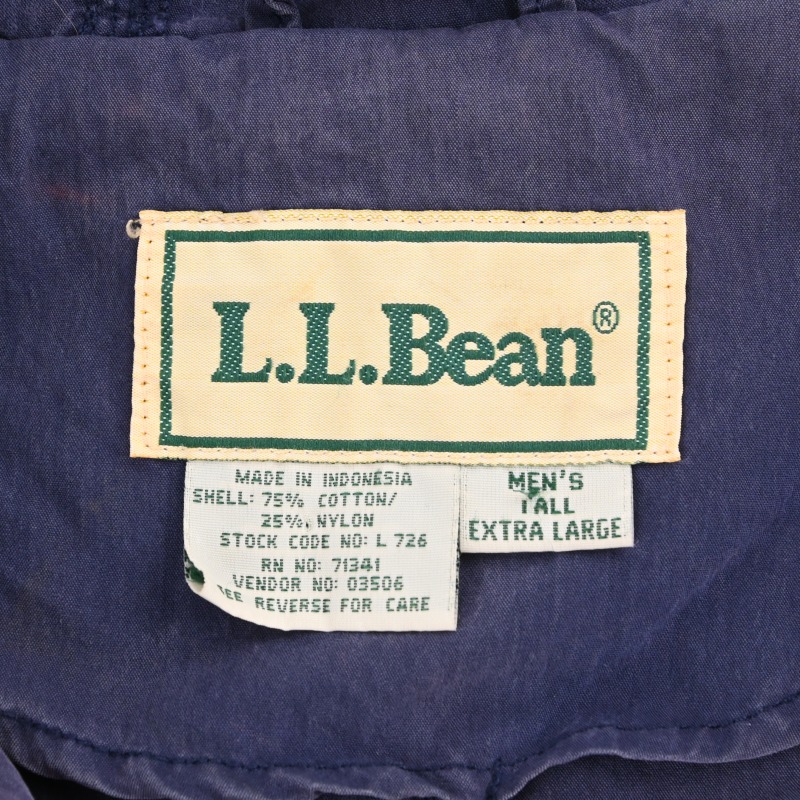 L.L.Bean®
MADE IN INDONESIA
SHELL: 75% COTTON/
25% NYLON
STOCK CODE NO: L 726
RN NO: 71341
VENDOR NO: 03506
EE REVERSE FOR CARE
MEN'S
TALL
EXTRA LARGE